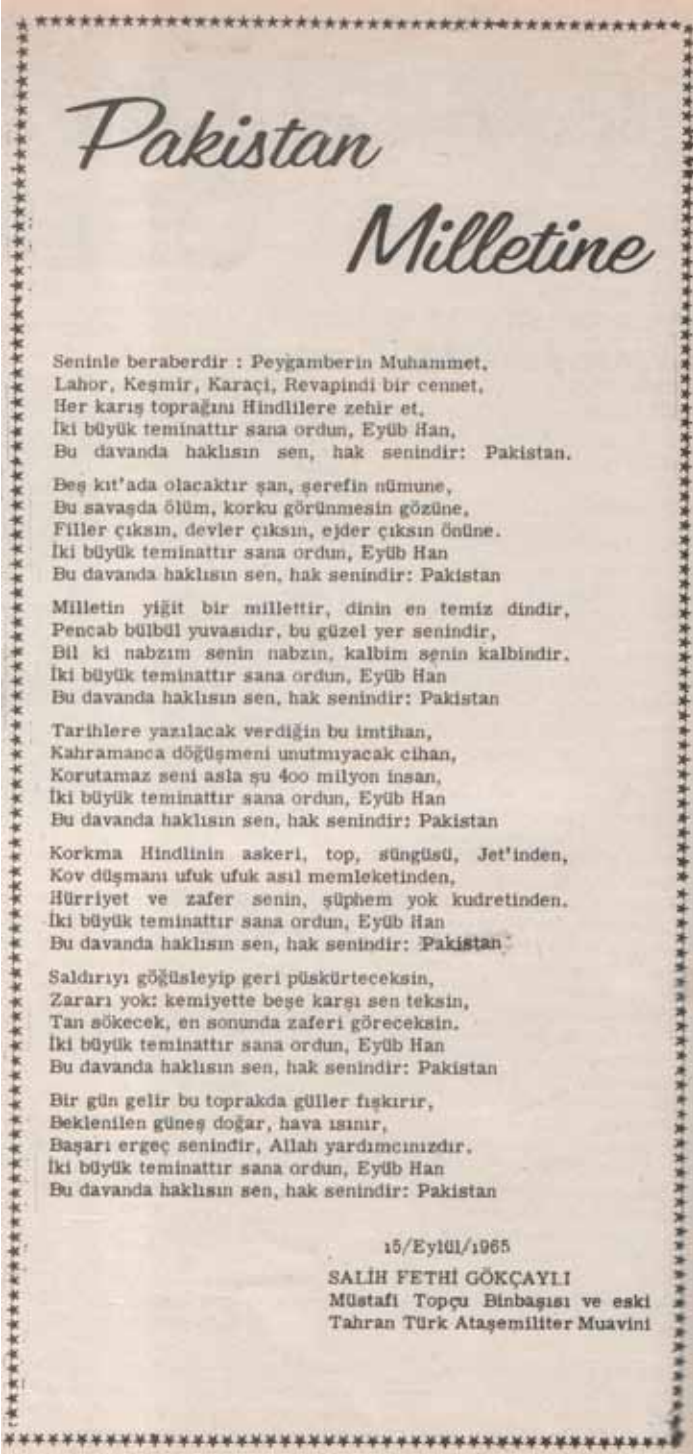 Pakistan
Milletine
Seninle beraberdir : Peygamberin Muhammet,
Lahor, Keşmir, Karaçi, Revapindi bir cennet,
Her karış toprağını Hindlilere zehir et,
İki büyük teminattır sana ordun, Eyüb Han,
Bu davanda haklısın sen, hak senindir: Pakistan.
Beş kıt'ada olacaktır şan, şerefin nümune,
Bu savaşda ölüm, korku görünmesin gözüne,
Filler çıksın, devler çıksın, ejder çıksın önüne.
İki büyük teminattır sana ordun, Eyüb Han
Bu davanda haklısın sen, hak senindir: Pakistan
Milletin yiğit bir millettir, dinin en temiz dindir,
Pencab bülbül yuvasıdır, bu güzel yer senindir,
Bil ki nabzım senin nabzın, kalbim senin kalbindir.
İki büyük teminattır sana ordun, Eyüb Han
Bu davanda haklısın sen, hak senindir: Pakistan
Tarihlere yazılacak verdiğin bu imtihan,
Kahramanca döğüşmeni unutmıyacak cihan,
Korutamaz seni asla şu 400 milyon insan,
İki büyük teminattır sana ordun, Eyüb Han
Bu davanda haklısın sen, hak senindir: Pakistan
Korkma Hindlinin askeri, top, süngüsü, Jet'inden,
Kov düşmanı ufuk ufuk asıl memleketinden,
Hürriyet ve zafer senin, şüphem yok kudretinden.
İki büyük teminattır sana ordun, Eyüb Han
Bu davanda haklısın sen, hak senindir: Pakistan
Saldırıyı göğüsleyip geri püskürteceksin,
Zararı yok: kemiyette beşe karşı sen teksin,
Tan sökecek, en sonunda zaferi göreceksin.
İki büyük teminattır sana ordun, Eyüb Han
Bu davanda haklısın sen, hak senindir: Pakistan
Bir gün gelir bu toprakda güller fışkırır,
Beklenilen güneş doğar, hava ısınır,
Başarı ergeç senindir, Allah yardımcınızdır.
İki büyük teminattır sana ordun, Eyüb Han
Bu davanda haklısın sen, hak senindir: Pakistan
15/Eylül/1965
SALİH FETHİ GÖKÇAYLI
Müstafi Topçu Binbaşısı ve eski
Tahran Türk Ataşemiliter Muavini